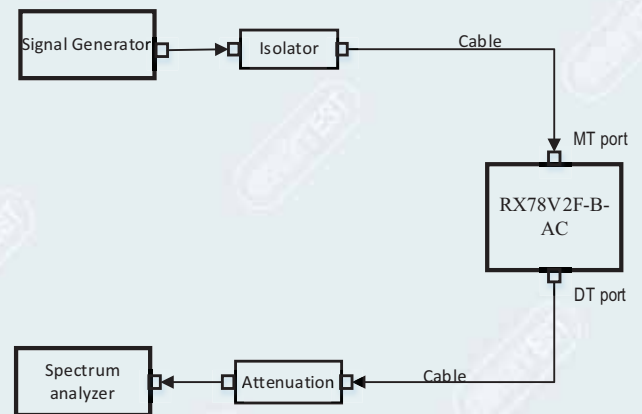 Signal Generator
Isolator
Cable
MT port
RX78V2F-B-
AC
DT port
Spectrum
analyzer
Attenuation
Cable